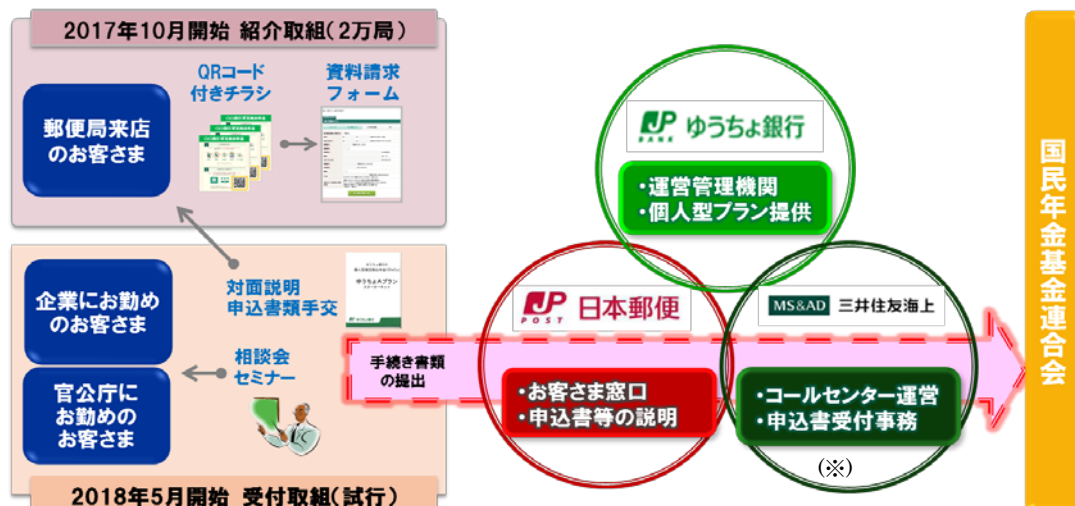 2017年10月開始 紹介取組(2万局)
郵便局来店
のお客さま
QRコード
付きチラシ
資料請求
フォーム
企業にお勤め
のお客さま
対面説明
申込書類手交
ゆうちょAプラン
官公庁に
お勤めの
お客さま
相談会
セミナー
2018年5月開始 受付取組(試行)
手続き書類
の提出
JP
BANK
ゆうちょ銀行
・運営管理機関
・個人型プラン提供
JP
POST
日本郵便
・お客さま窓口
・申込書等の説明
MS&AD 三井住友海上
・コールセンター運営
・申込書受付事務
(※)
国民年金基金連合会